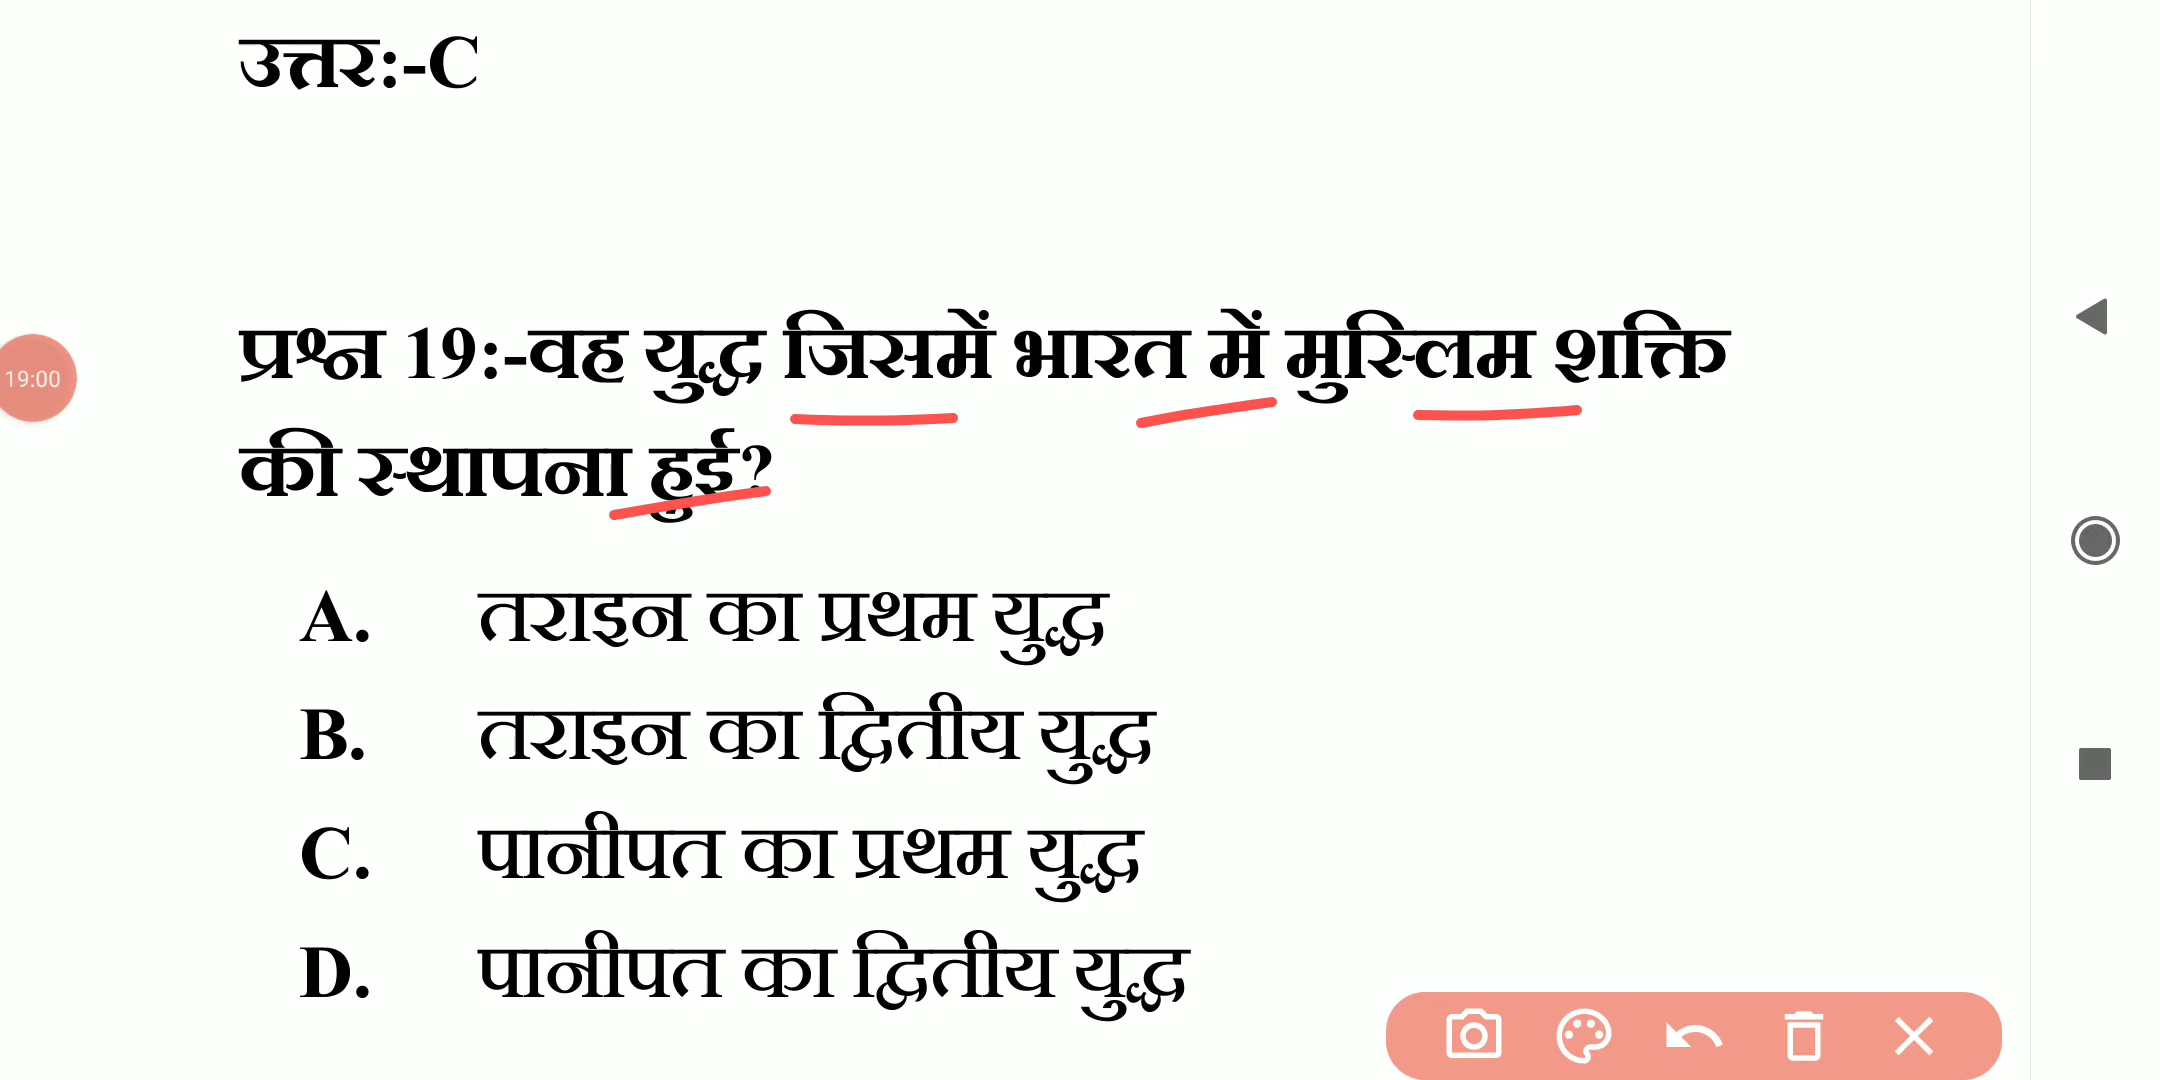 उत्तर:-C
प्रश्न 19:-वह युद्ध जिसमें भारत में मुस्लिम शक्ति
19:00
की स्थापना हुई?
A. तराइन का प्रथम युद्ध
B. तराइन का द्वितीय युद्ध
C. पानीपत का प्रथम युद्ध
D. पानीपत का द्वितीय युद्ध